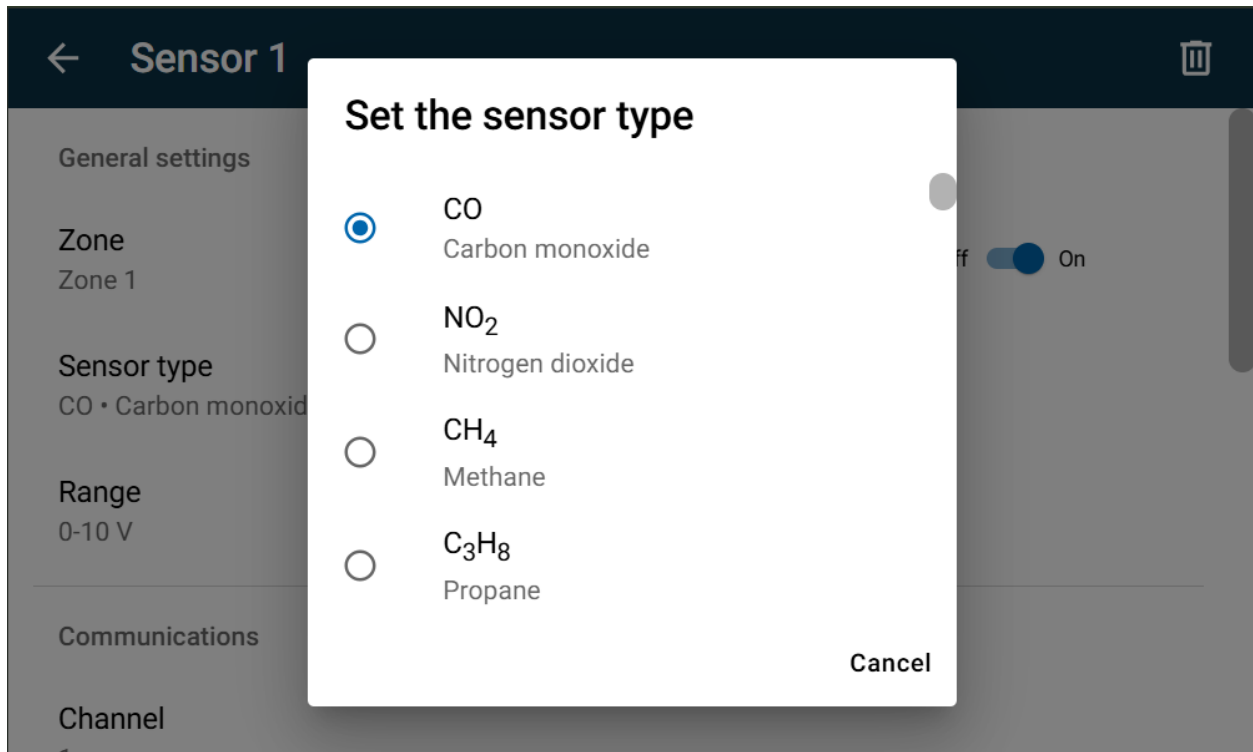 Sensor 1
Set the sensor type
General settings
CO
Carbon monoxide
Zone
Zone 1
On
NO₂
Nitrogen dioxide
Sensor type
CO • Carbon monoxid
CH₄
Methane
Range
0-10 V
C₃H₈
Propane
Communications
Cancel
Channel